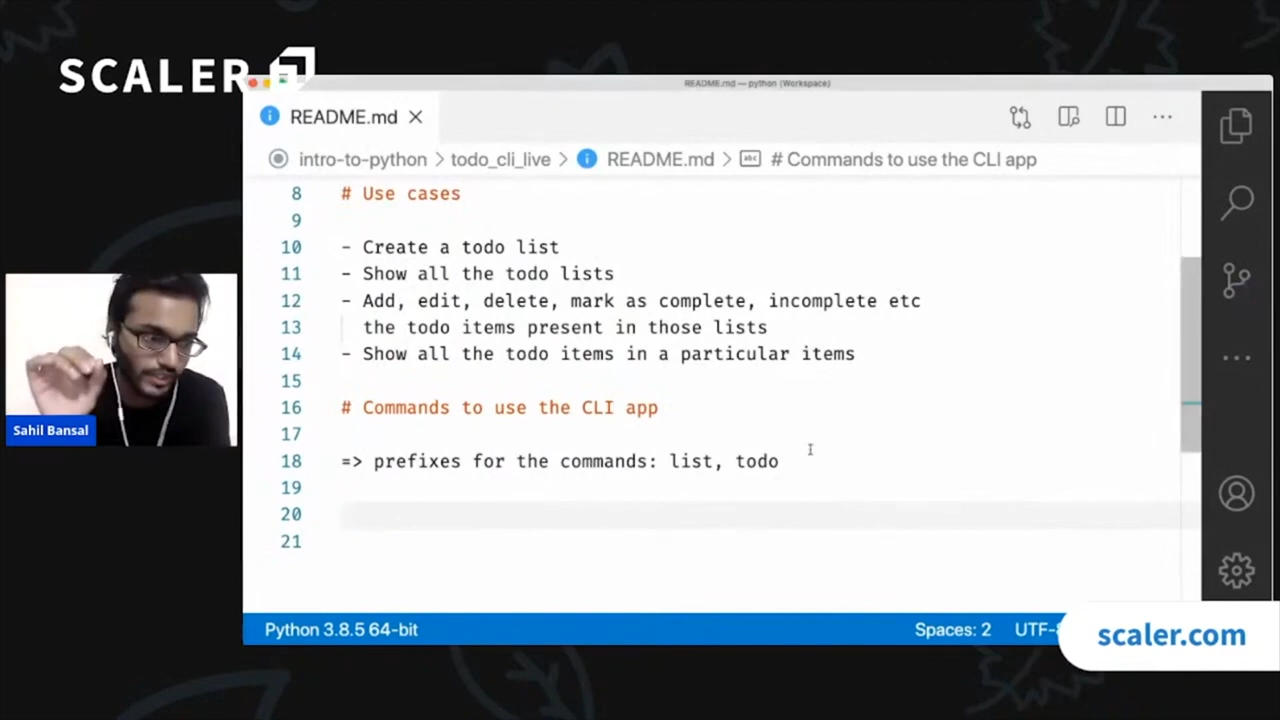 SCALER
README.md — python (Workspace)
README.md
intro-to-python > todo_cli_live > README.md > # Commands to use the CLI app
8 # Use cases
9
10 - Create a todo list
11 - Show all the todo lists
12 - Add, edit, delete, mark as complete, incomplete etc
13 the todo items present in those lists
14 - Show all the todo items in a particular items
15
16 # Commands to use the CLI app
17
18 => prefixes for the commands: list, todo
19
20
21
Sahil Bansal
Python 3.8.5 64-bit
Spaces: 2
UTF-
scaler.com